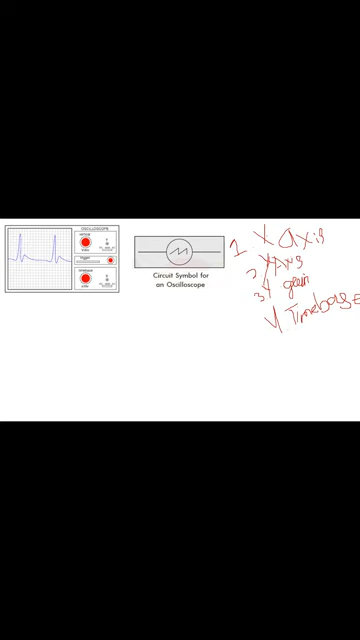 OSCILLOSCOPE
Circuit Symbol for
an Oscilloscope
1 X axis
2 Y Axis
3 Y gain
4 Timebase